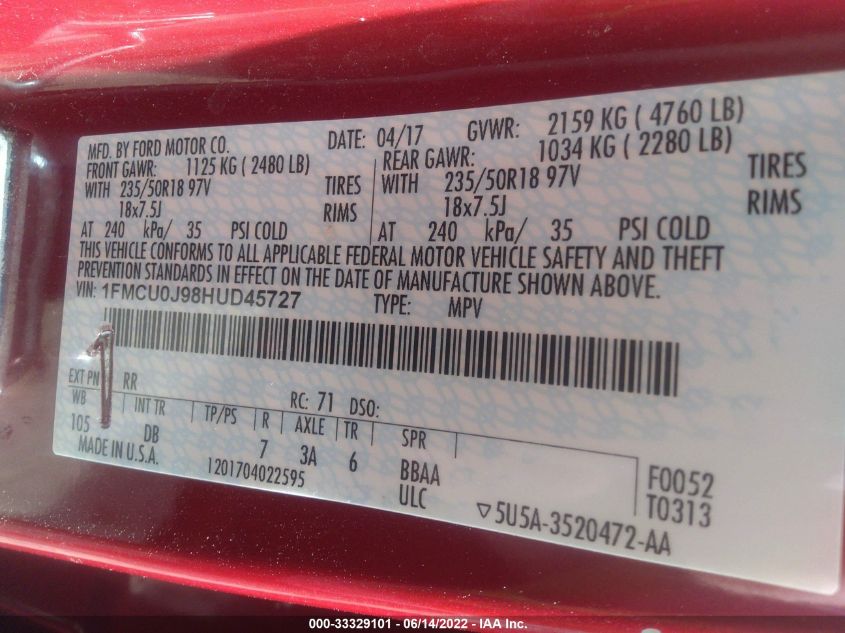 MFD. BY FORD MOTOR CO. DATE: 04/17 GVWR: 2159 KG ( 4760 LB)
FRONT GAWR: 1125 KG ( 2480 LB) REAR GAWR: 1034 KG ( 2280 LB)
WITH 235/50R18 97V TIRES WITH 235/50R18 97V TIRES
18x7.5J RIMS 18x7.5J RIMS
AT 240 kPa/ 35 PSI COLD AT 240 kPa/ 35 PSI COLD
THIS VEHICLE CONFORMS TO ALL APPLICABLE FEDERAL MOTOR VEHICLE SAFETY AND THEFT
PREVENTION STANDARDS IN EFFECT ON THE DATE OF MANUFACTURE SHOWN ABOVE.
VIN: 1FMCU0J98HUD45727 TYPE: MPV
1
EXT PNT RR RC: 71 DSO:
WB INT TR TP/PS R AXLE TR SPR
105 DB 7 3A 6 BBAA F0052
MADE IN U.S.A. 1201704022595 ULC T0313
▽5U5A-3520472-AA
000-33329101 - 06/14/2022 - IAA Inc.